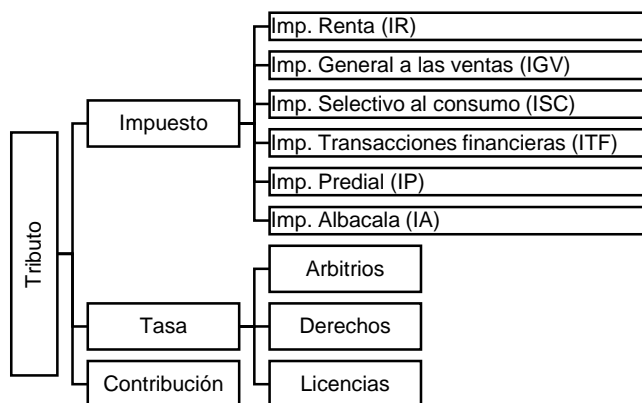 Tributo
Impuesto
Imp. Renta (IR)
Imp. General a las ventas (IGV)
Imp. Selectivo al consumo (ISC)
Imp. Transacciones financieras (ITF)
Imp. Predial (IP)
Imp. Albacala (IA)
Tasa
Arbitrios
Derechos
Licencias
Contribución